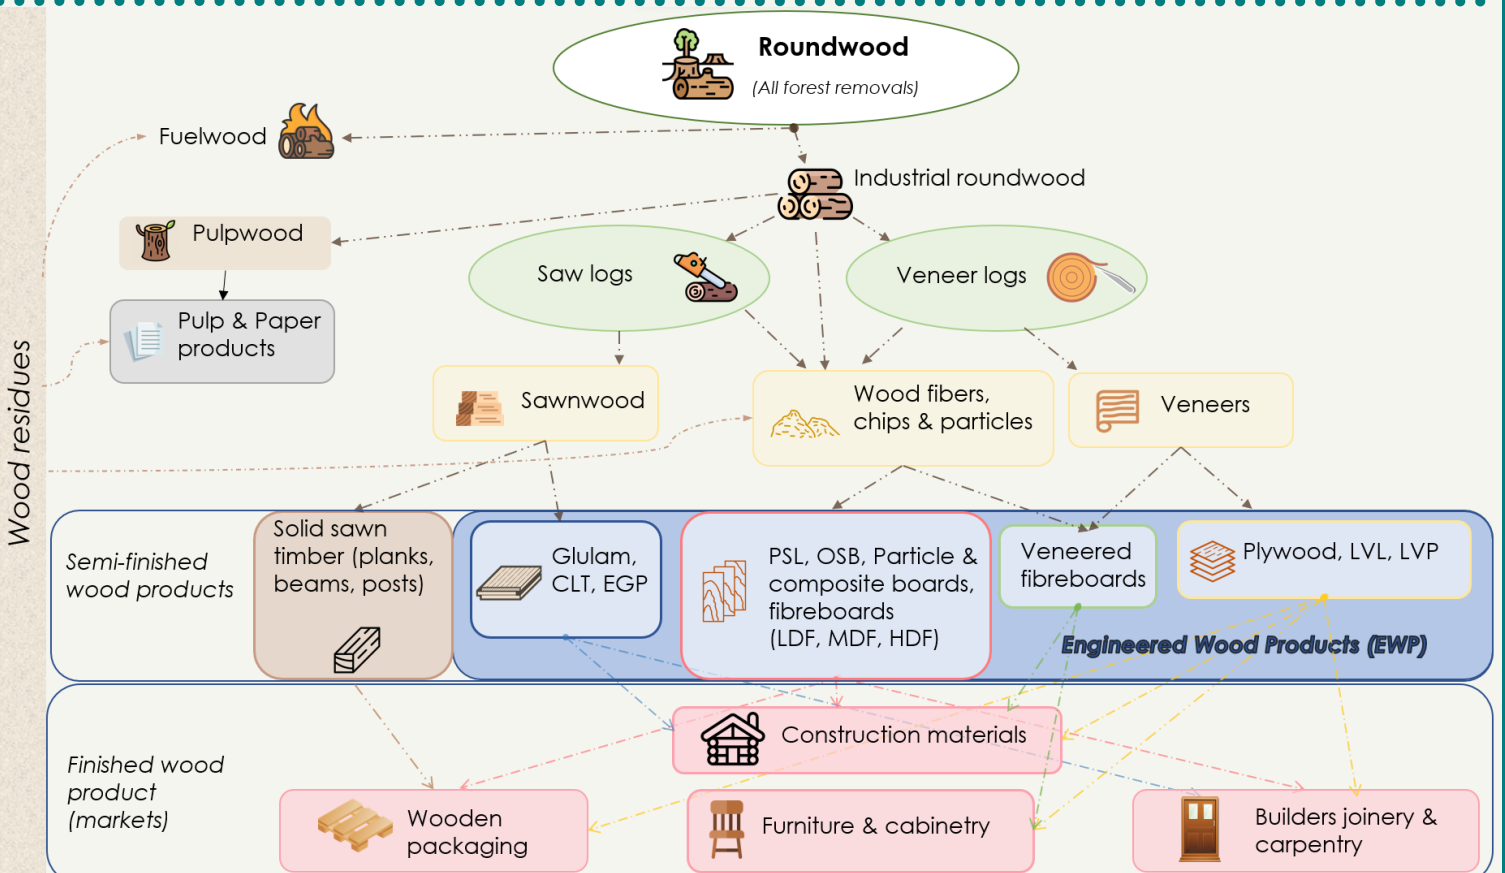 Roundwood
(All forest removals)
Fuelwood
Industrial roundwood
Pulpwood
Saw logs
Veneer logs
Pulp & Paper
products
Sawnwood
Wood fibers,
chips & particles
Veneers
Wood residues
Semi-finished
wood products
Solid sawn
timber (planks,
beams, posts)
Glulam,
CLT, EGP
PSL, OSB, Particle &
composite boards,
fibreboards
(LDF, MDF, HDF)
Veneered
fibreboards
Plywood, LVL, LVP
Engineered Wood Products (EWP)
Finished wood
product
(markets)
Construction materials
Wooden
packaging
Furniture & cabinetry
Builders joinery &
carpentry